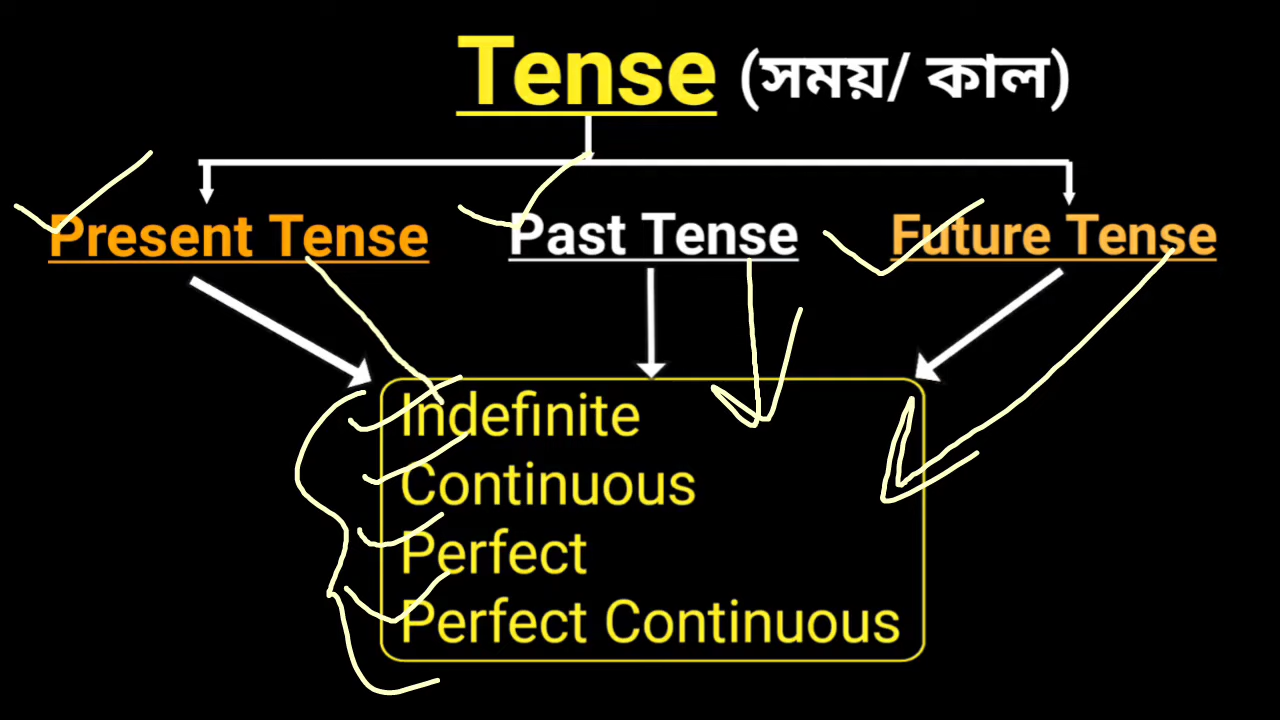 Tense (সময়/ কাল)
Present Tense Past Tense Future Tense
Indefinite
Continuous
Perfect
Perfect Continuous